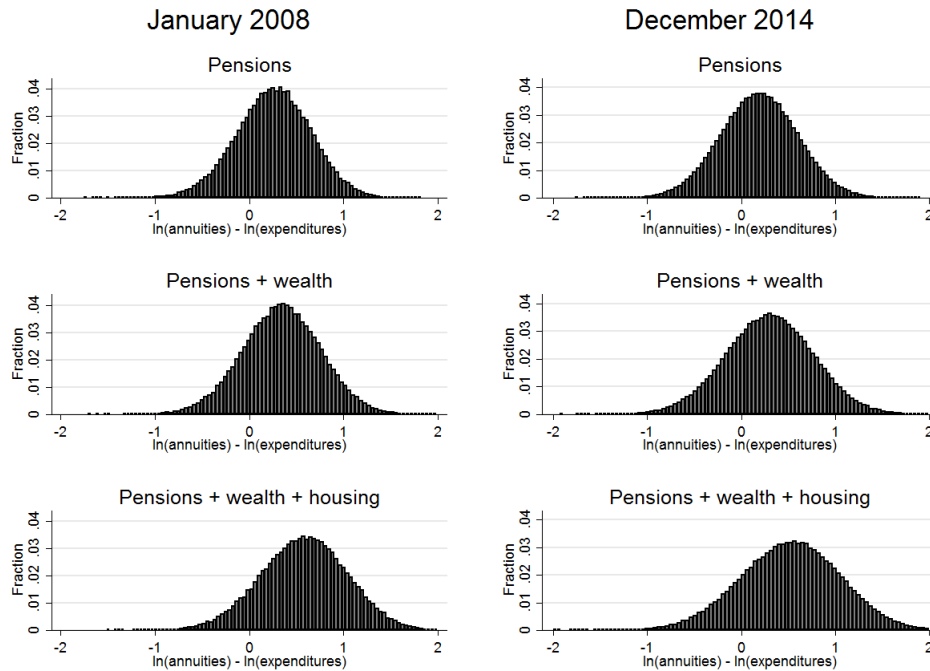 January 2008 December 2014
Pensions Pensions
Fraction
0 .01 .02 .03 .04
-2 -1 0 1 2
ln(annuities) - ln(expenditures)
Fraction
0 .01 .02 .03 .04
-2 -1 0 1 2
ln(annuities) - ln(expenditures)
Pensions + wealth Pensions + wealth
Fraction
0 .01 .02 .03 .04
-2 -1 0 1 2
ln(annuities) - ln(expenditures)
Fraction
0 .01 .02 .03 .04
-2 -1 0 1 2
ln(annuities) - ln(expenditures)
Pensions + wealth + housing Pensions + wealth + housing
Fraction
0 .01 .02 .03 .04
-2 -1 0 1 2
ln(annuities) - ln(expenditures)
Fraction
0 .01 .02 .03 .04
-2 -1 0 1 2
ln(annuities) - ln(expenditures)